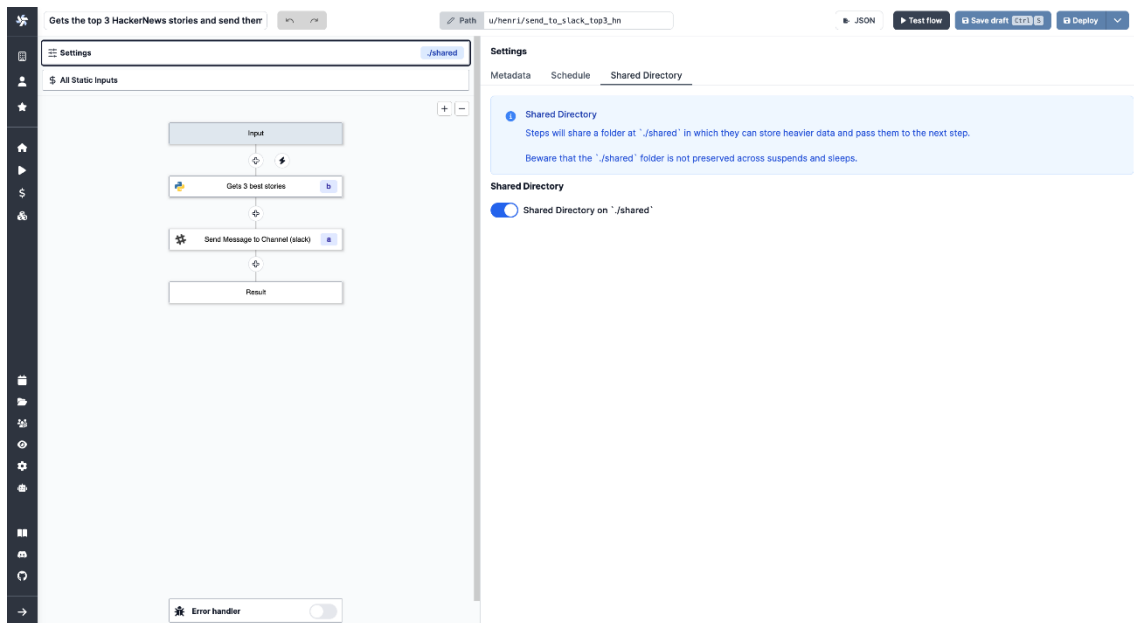 Gets the top 3 HackerNews stories and send them
Path
u/henri/send_to_slack_top3_hn
JSON
Test flow
Save draft Ctrl S
Deploy
Settings
./shared
$ All Static Inputs
Input
Gets 3 best stories
b
Send Message to Channel (slack)
a
Result
Error handler
Settings
Metadata
Schedule
Shared Directory
Shared Directory
Steps will share a folder at `./shared` in which they can store heavier data and pass them to the next step.
Beware that the `./shared` folder is not preserved across suspends and sleeps.
Shared Directory
Shared Directory on `./shared`